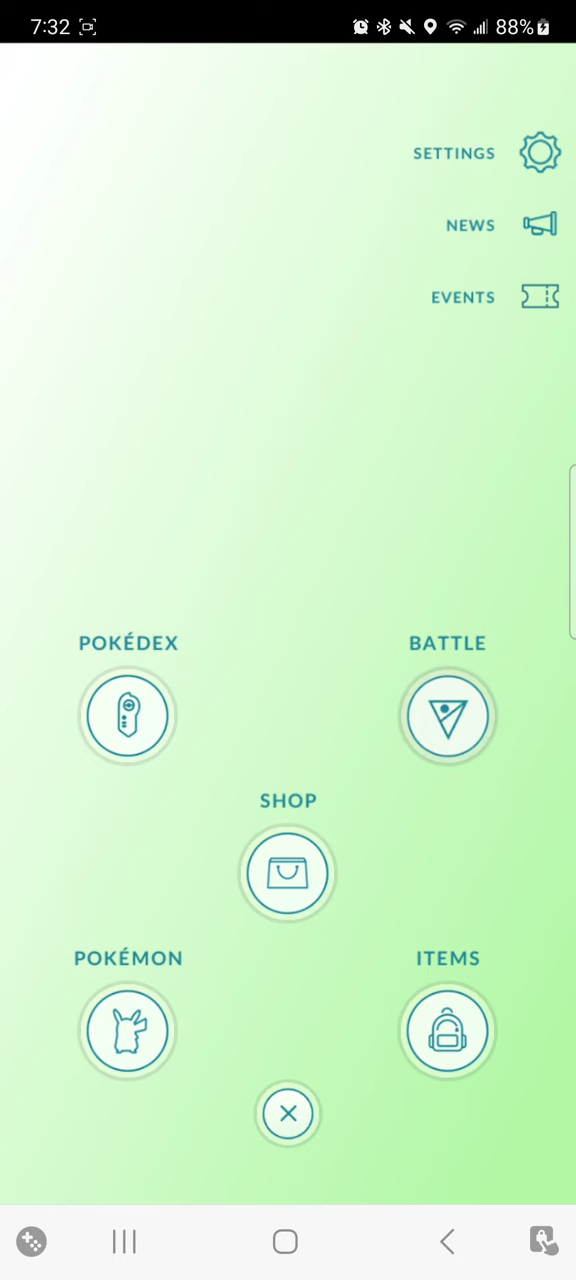 7:32 88%
SETTINGS
NEWS
EVENTS
POKÉDEX BATTLE
SHOP
POKÉMON ITEMS